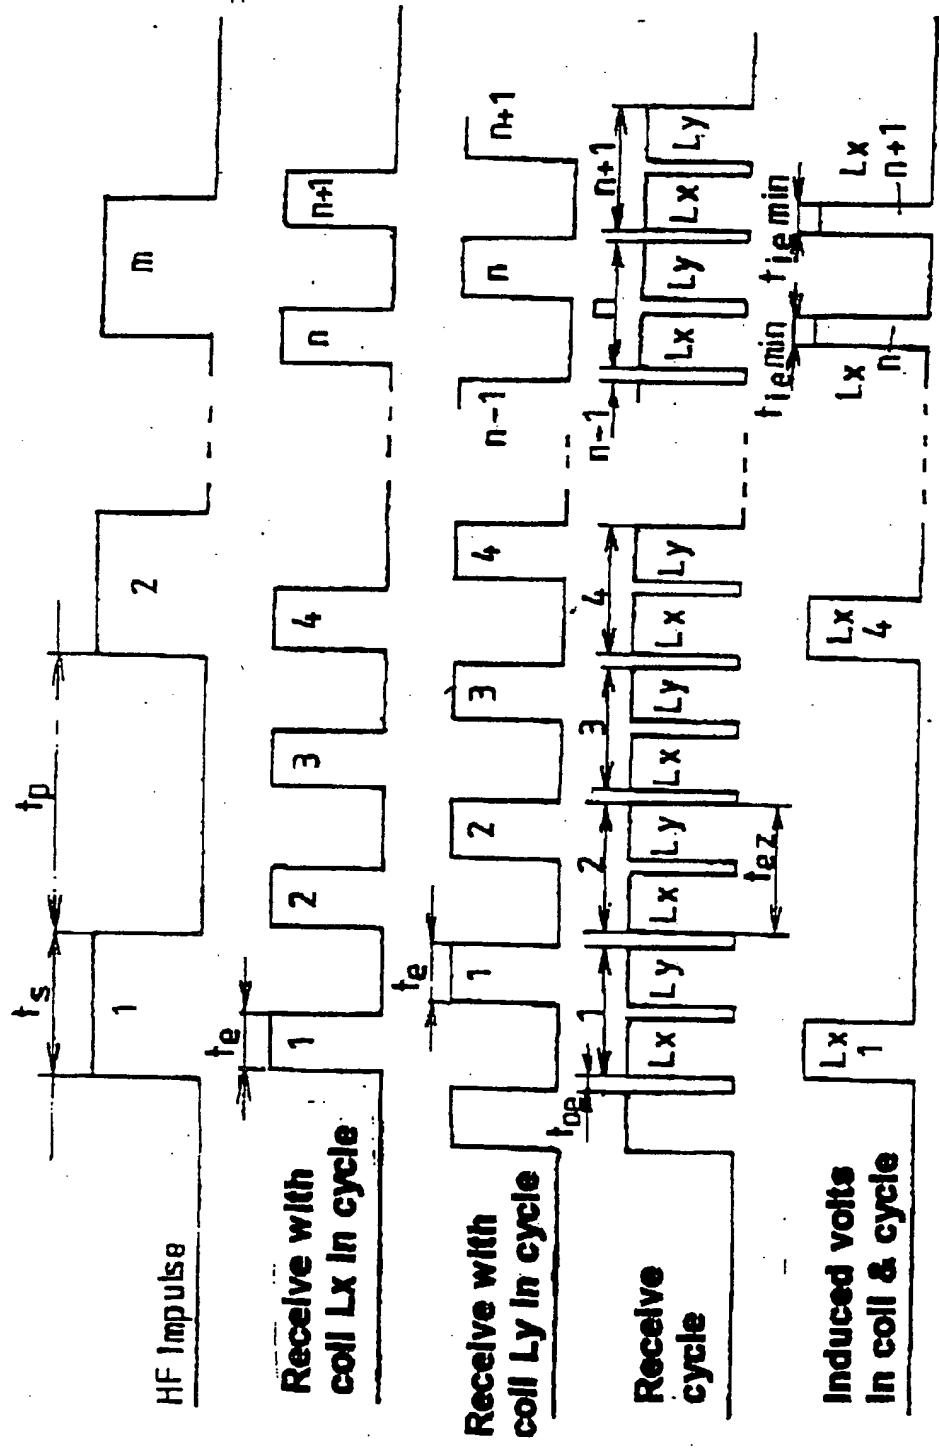 t_s
t_p
HF Impulse
1
2
m
Receive with
coil Lx in cycle
t_e
1
2
3
4
n
n+1
Receive with
coil Ly in cycle
t_e
1
2
3
4
n-1
n
n+1
Receive
cycle
t_oe
1
2
3
4
n-1
n+1
Lx
Ly
Lx
Ly
Lx
Ly
Lx
Ly
Lx
Ly
Lx
Ly
t_ez
Induced volts
in coil & cycle
Lx
1
Lx
4
t_ie min
Lx
n
t_ie min
Lx
n+1